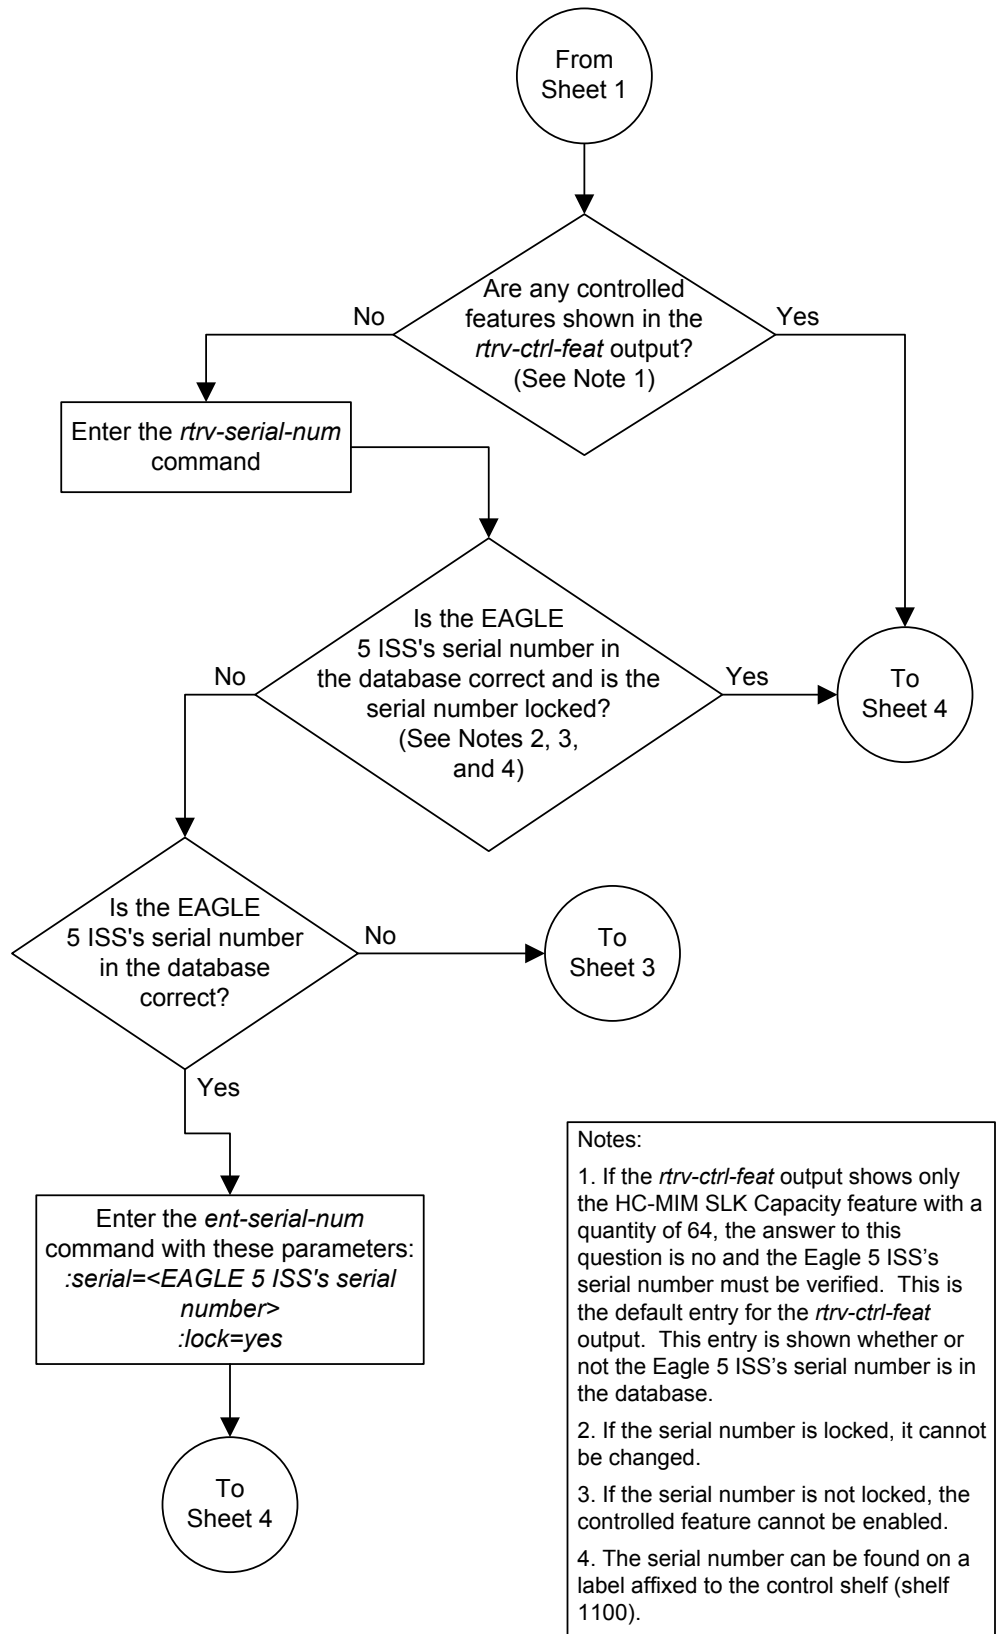 From
Sheet 1
Are any controlled
features shown in the
rtrv-ctrl-feat output?
(See Note 1)
No
Yes
Enter the rtrv-serial-num
command
Is the EAGLE
5 ISS's serial number in
the database correct and is the
serial number locked?
(See Notes 2, 3,
and 4)
No
Yes
To
Sheet 4
Is the EAGLE
5 ISS's serial number
in the database
correct?
No
To
Sheet 3
Yes
Enter the ent-serial-num
command with these parameters:
:serial=<EAGLE 5 ISS's serial
number>
:lock=yes
To
Sheet 4
Notes:
1. If the rtrv-ctrl-feat output shows only
the HC-MIM SLK Capacity feature with a
quantity of 64, the answer to this
question is no and the Eagle 5 ISS’s
serial number must be verified. This is
the default entry for the rtrv-ctrl-feat
output. This entry is shown whether or
not the Eagle 5 ISS’s serial number is in
the database.
2. If the serial number is locked, it cannot
be changed.
3. If the serial number is not locked, the
controlled feature cannot be enabled.
4. The serial number can be found on a
label affixed to the control shelf (shelf
1100).